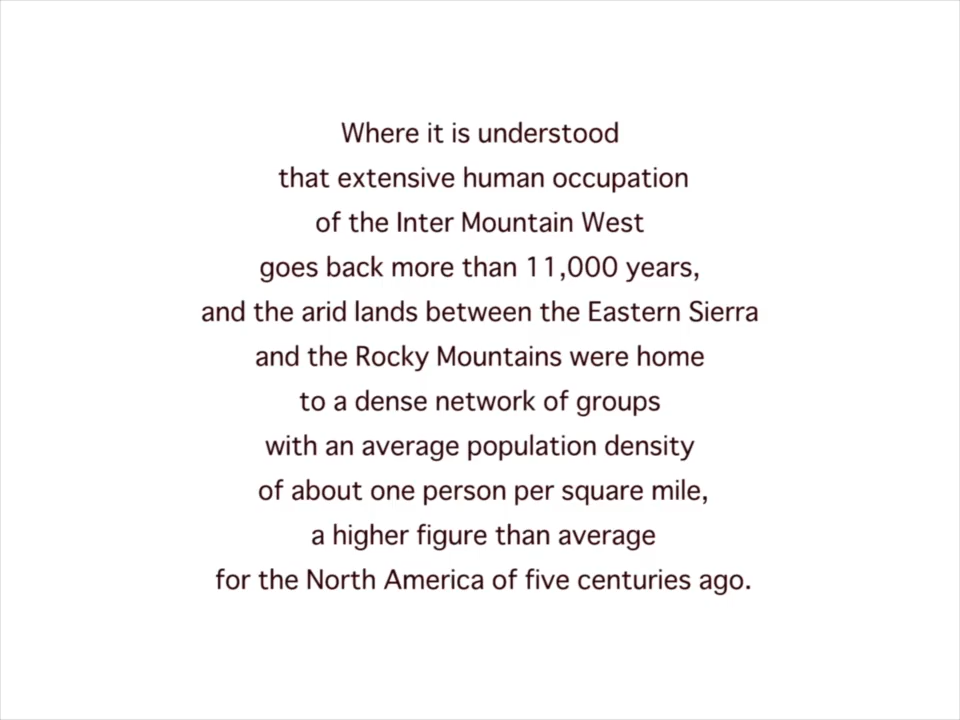 Where it is understood
that extensive human occupation
of the Inter Mountain West
goes back more than 11,000 years,
and the arid lands between the Eastern Sierra
and the Rocky Mountains were home
to a dense network of groups
with an average population density
of about one person per square mile,
a higher figure than average
for the North America of five centuries ago.